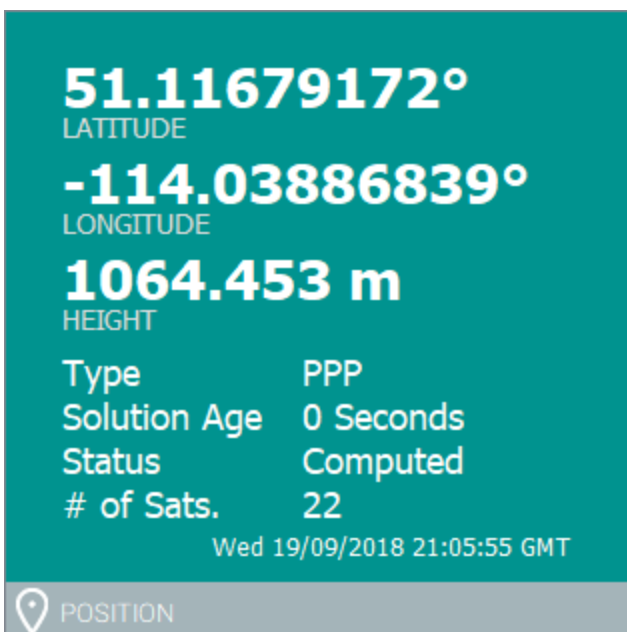 51.11679172°
LATITUDE
-114.03886839°
LONGITUDE
1064.453 m
HEIGHT
Type PPP
Solution Age 0 Seconds
Status Computed
# of Sats. 22
Wed 19/09/2018 21:05:55 GMT
POSITION